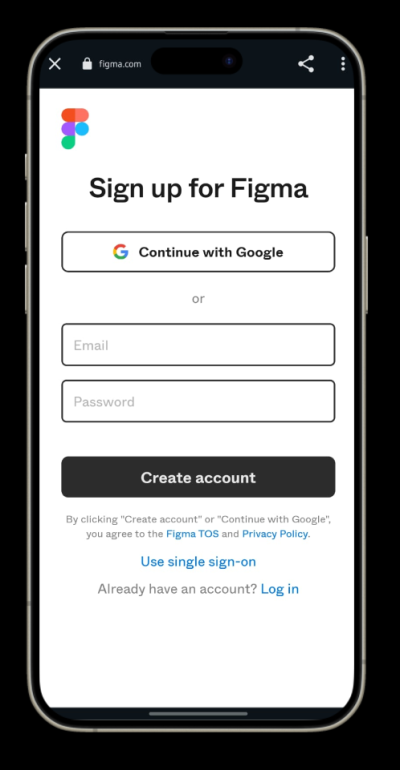 figma.com
Sign up for Figma
Continue with Google
or
Email
Password
Create account
By clicking "Create account" or "Continue with Google",
you agree to the Figma TOS and Privacy Policy.
Use single sign-on
Already have an account? Log in